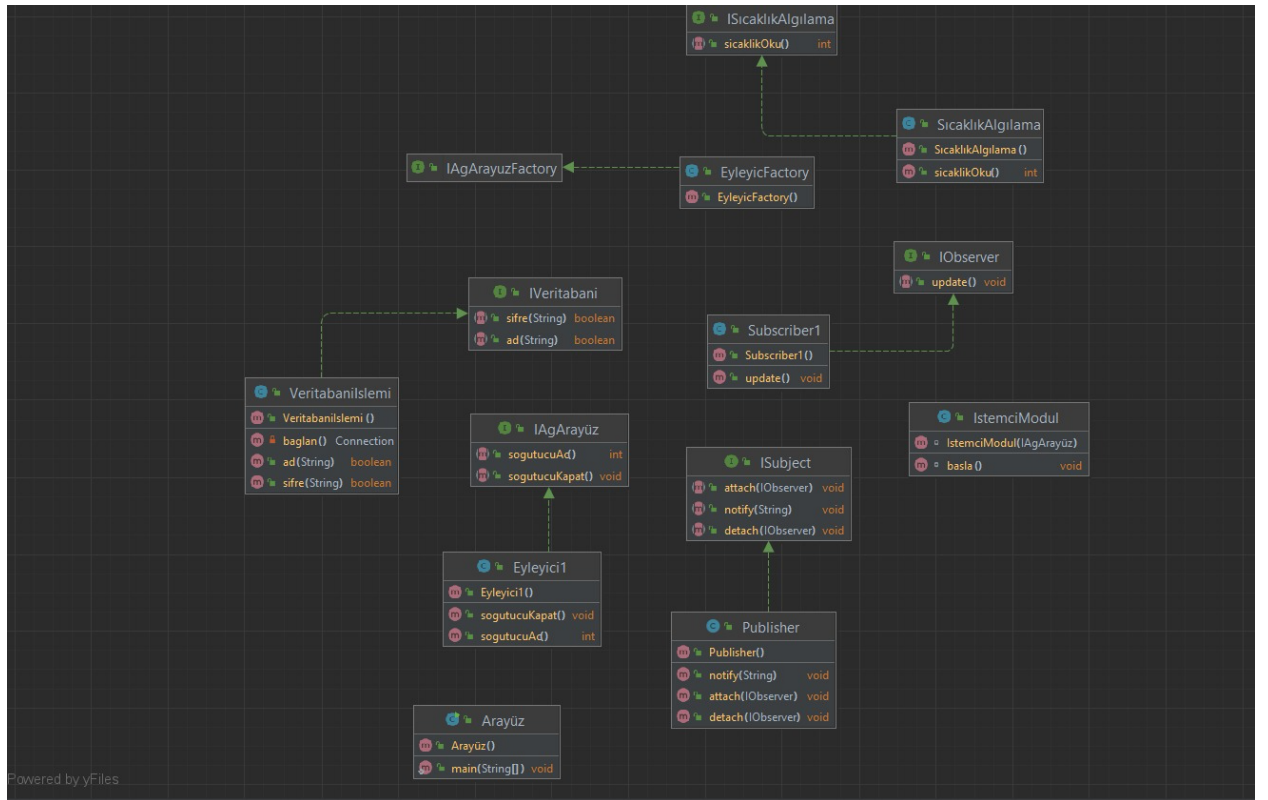 ISıcaklıkAlgılama
sicaklikOku() int
SıcaklıkAlgılama
SıcaklıkAlgılama()
sicaklikOku() int
IAgArayuzFactory
EyleyicFactory
EyleyicFactory()
IObserver
update() void
IVeritabani
sifre(String) boolean
ad(String) boolean
Subscriber1
Subscriber1()
update() void
VeritabaniIslemi
VeritabaniIslemi()
baglan() Connection
ad(String) boolean
sifre(String) boolean
IAgArayüz
sogutucuAc() int
sogutucuKapat() void
IstemciModul
IstemciModul(IAgArayüz)
basla() void
ISubject
attach(IObserver) void
notify(String) void
detach(IObserver) void
Eyleyici1
Eyleyici1()
sogutucuKapat() void
sogutucuAc() int
Publisher
Publisher()
notify(String) void
attach(IObserver) void
detach(IObserver) void
Arayüz
Arayüz()
main(String[]) void
Powered by yFiles